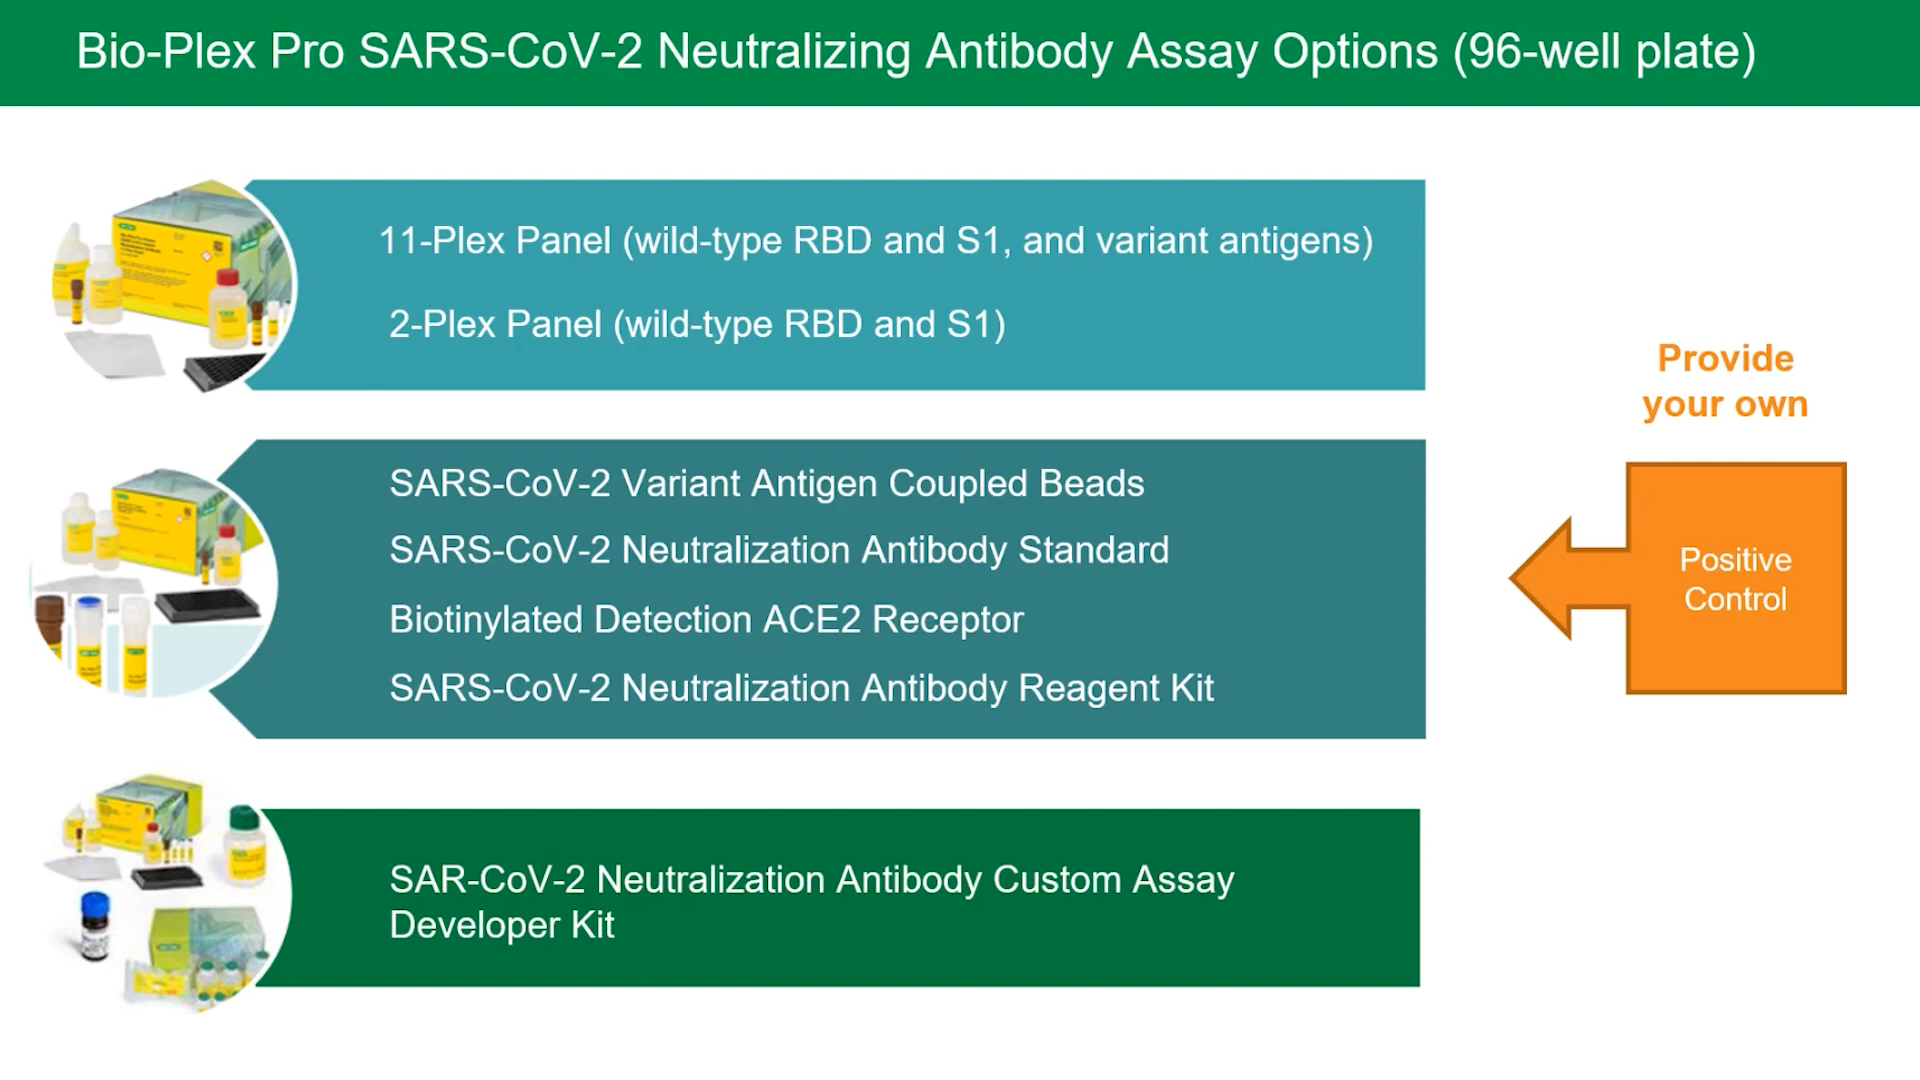 Bio-Plex Pro SARS-CoV-2 Neutralizing Antibody Assay Options (96-well plate)
11-Plex Panel (wild-type RBD and S1, and variant antigens)
2-Plex Panel (wild-type RBD and S1)
SARS-CoV-2 Variant Antigen Coupled Beads
SARS-CoV-2 Neutralization Antibody Standard
Biotinylated Detection ACE2 Receptor
SARS-CoV-2 Neutralization Antibody Reagent Kit
Provide
your own
Positive
Control
SAR-CoV-2 Neutralization Antibody Custom Assay
Developer Kit